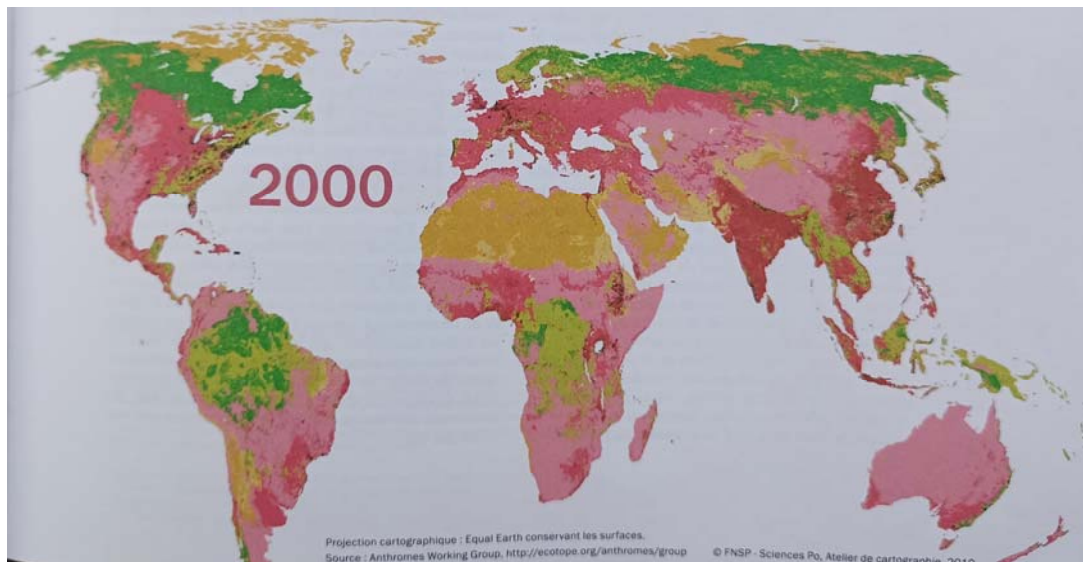 2000
Projection cartographique : Equal Earth conservant les surfaces.
Source : Anthromes Working Group, http://ecotope.org/anthromes/group © FNSP - Sciences Po, Atelier de cartographie, 2019